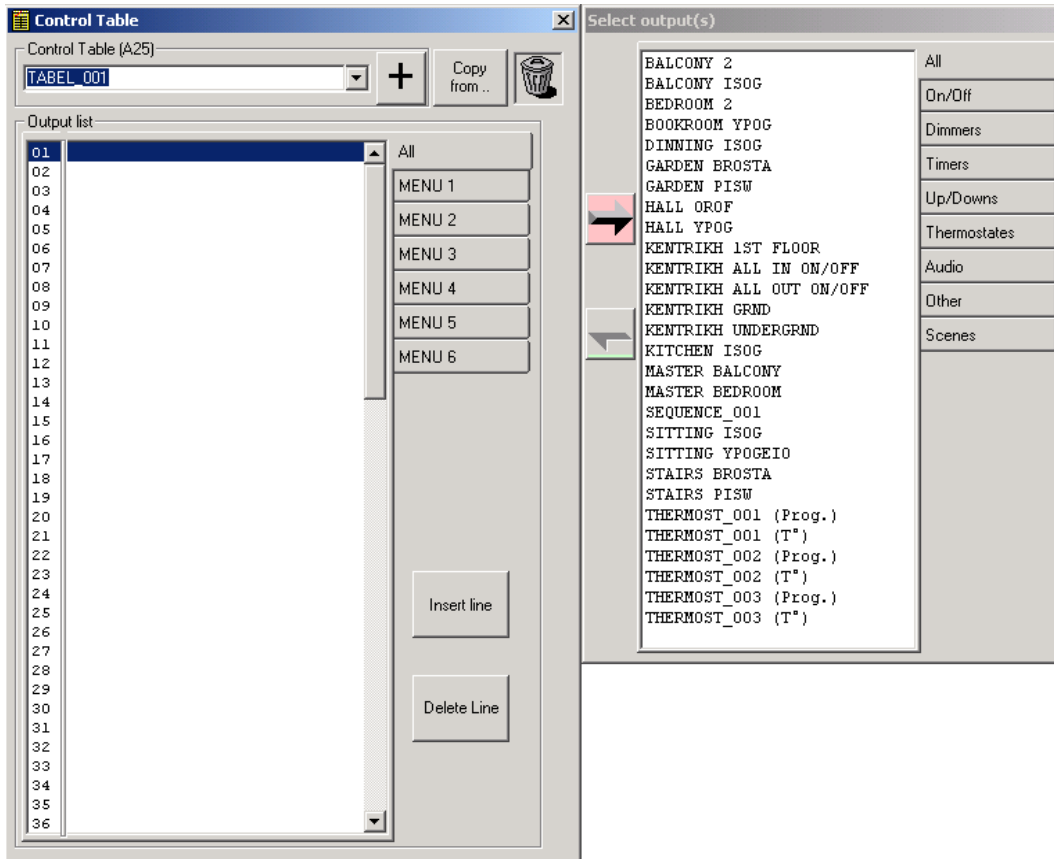 Control Table
Control Table (A25)
TABEL_001
+
Copy
from ..
Output list
01
02
03
04
05
06
07
08
09
10
11
12
13
14
15
16
17
18
19
20
21
22
23
24
25
26
27
28
29
30
31
32
33
34
35
36
All
MENU 1
MENU 2
MENU 3
MENU 4
MENU 5
MENU 6
Insert line
Delete Line
Select output(s)
BALCONY 2
BALCONY ISOG
BEDROOM 2
BOOKROOM YPOG
DINNING ISOG
GARDEN BROSTA
GARDEN PISW
HALL OROF
HALL YPOG
KENTRIKH 1ST FLOOR
KENTRIKH ALL IN ON/OFF
KENTRIKH ALL OUT ON/OFF
KENTRIKH GRND
KENTRIKH UNDERGRND
KITCHEN ISOG
MASTER BALCONY
MASTER BEDROOM
SEQUENCE_001
SITTING ISOG
SITTING YPOGEIO
STAIRS BROSTA
STAIRS PISW
THERMOST_001 (Prog.)
THERMOST_001 (T°)
THERMOST_002 (Prog.)
THERMOST_002 (T°)
THERMOST_003 (Prog.)
THERMOST_003 (T°)
All
On/Off
Dimmers
Timers
Up/Downs
Thermostates
Audio
Other
Scenes